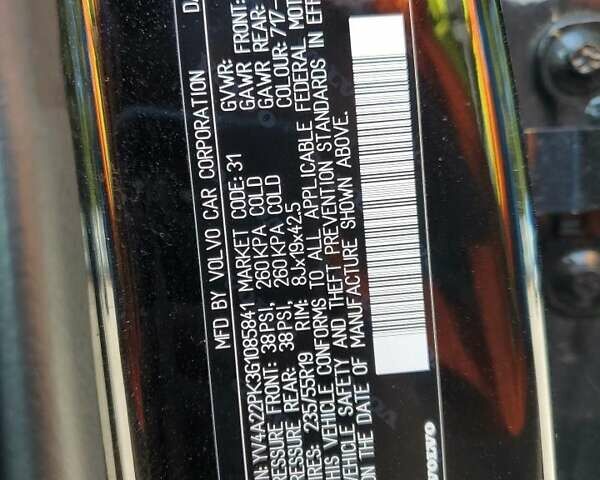 MFD BY VOLVO CAR CORPORATION
GVWR:
GAWR FRONT:
GAWR REAR:
N: YV4A22PK3G1085841 MARKET CODE: 31 COLOUR: 717-
RESSURE FRONT: 38PSI, 260KPA COLD
RESSURE REAR: 38PSI, 260KPA COLD
IRES: 235/55R19 RIM: 8Jx19x42.5
THIS VEHICLE CONFORMS TO ALL APPLICABLE FEDERAL MOT
VEHICLE SAFETY AND THEFT PREVENTION STANDARDS IN EFF
ON THE DATE OF MANUFACTURE SHOWN ABOVE.
VOLVO